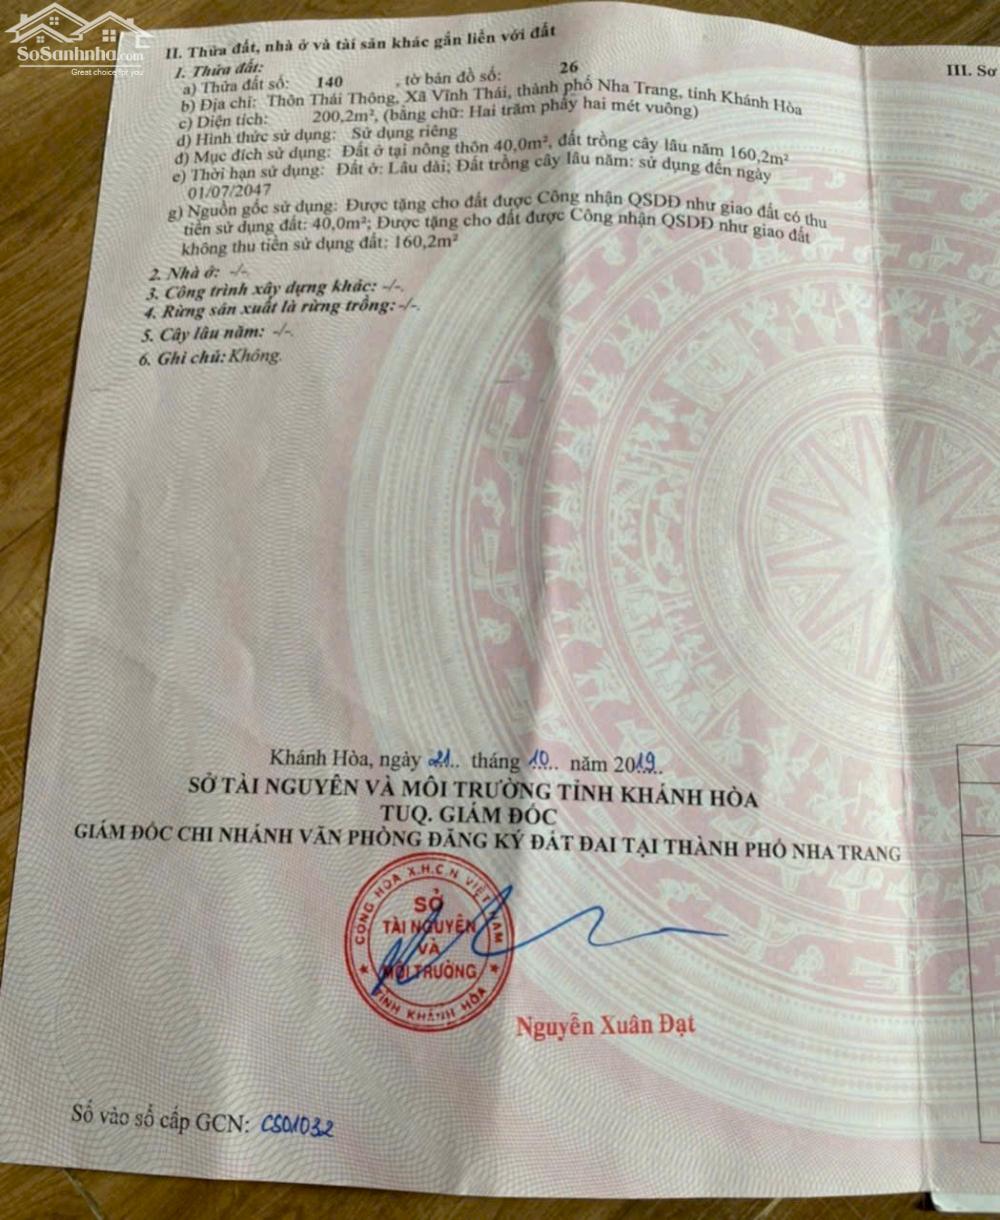 SoSanhnha.com
Great choice for you
II. Thửa đất, nhà ở và tài sản khác gắn liền với đất
III. Sơ
1. Thửa đất:
a) Thửa đất số: 140 , tờ bản đồ số: 26
b) Địa chỉ: Thôn Thái Thông, Xã Vĩnh Thái, thành phố Nha Trang, tỉnh Khánh Hòa
c) Diện tích: 200,2m², (bằng chữ: Hai trăm phẩy hai mét vuông)
d) Hình thức sử dụng: Sử dụng riêng
đ) Mục đích sử dụng: Đất ở tại nông thôn 40,0m², đất trồng cây lâu năm 160,2m²
e) Thời hạn sử dụng: Đất ở: Lâu dài; Đất trồng cây lâu năm: sử dụng đến ngày
01/07/2047
g) Nguồn gốc sử dụng: Được tặng cho đất được Công nhận QSDĐ như giao đất có thu
tiền sử dụng đất: 40,0m²; Được tặng cho đất được Công nhận QSDĐ như giao đất
không thu tiền sử dụng đất: 160,2m²
2. Nhà ở: -/-.
3. Công trình xây dựng khác: -/-.
4. Rừng sản xuất là rừng trồng: -/-.
5. Cây lâu năm: -/-.
6. Ghi chú: Không.
Khánh Hòa, ngày 21.. tháng 10.. năm 2019.
SỞ TÀI NGUYÊN VÀ MÔI TRƯỜNG TỈNH KHÁNH HÒA
TUQ. GIÁM ĐỐC
GIÁM ĐỐC CHI NHÁNH VĂN PHÒNG ĐĂNG KÝ ĐẤT ĐAI TẠI THÀNH PHỐ NHA TRANG
CỘNG HÒA X.H.C.N VIỆT NAM
SỞ
TÀI NGUYÊN
VÀ
MÔI TRƯỜNG
TỈNH KHÁNH HÒA
Nguyễn Xuân Đạt
Số vào sổ cấp GCN: CS01032